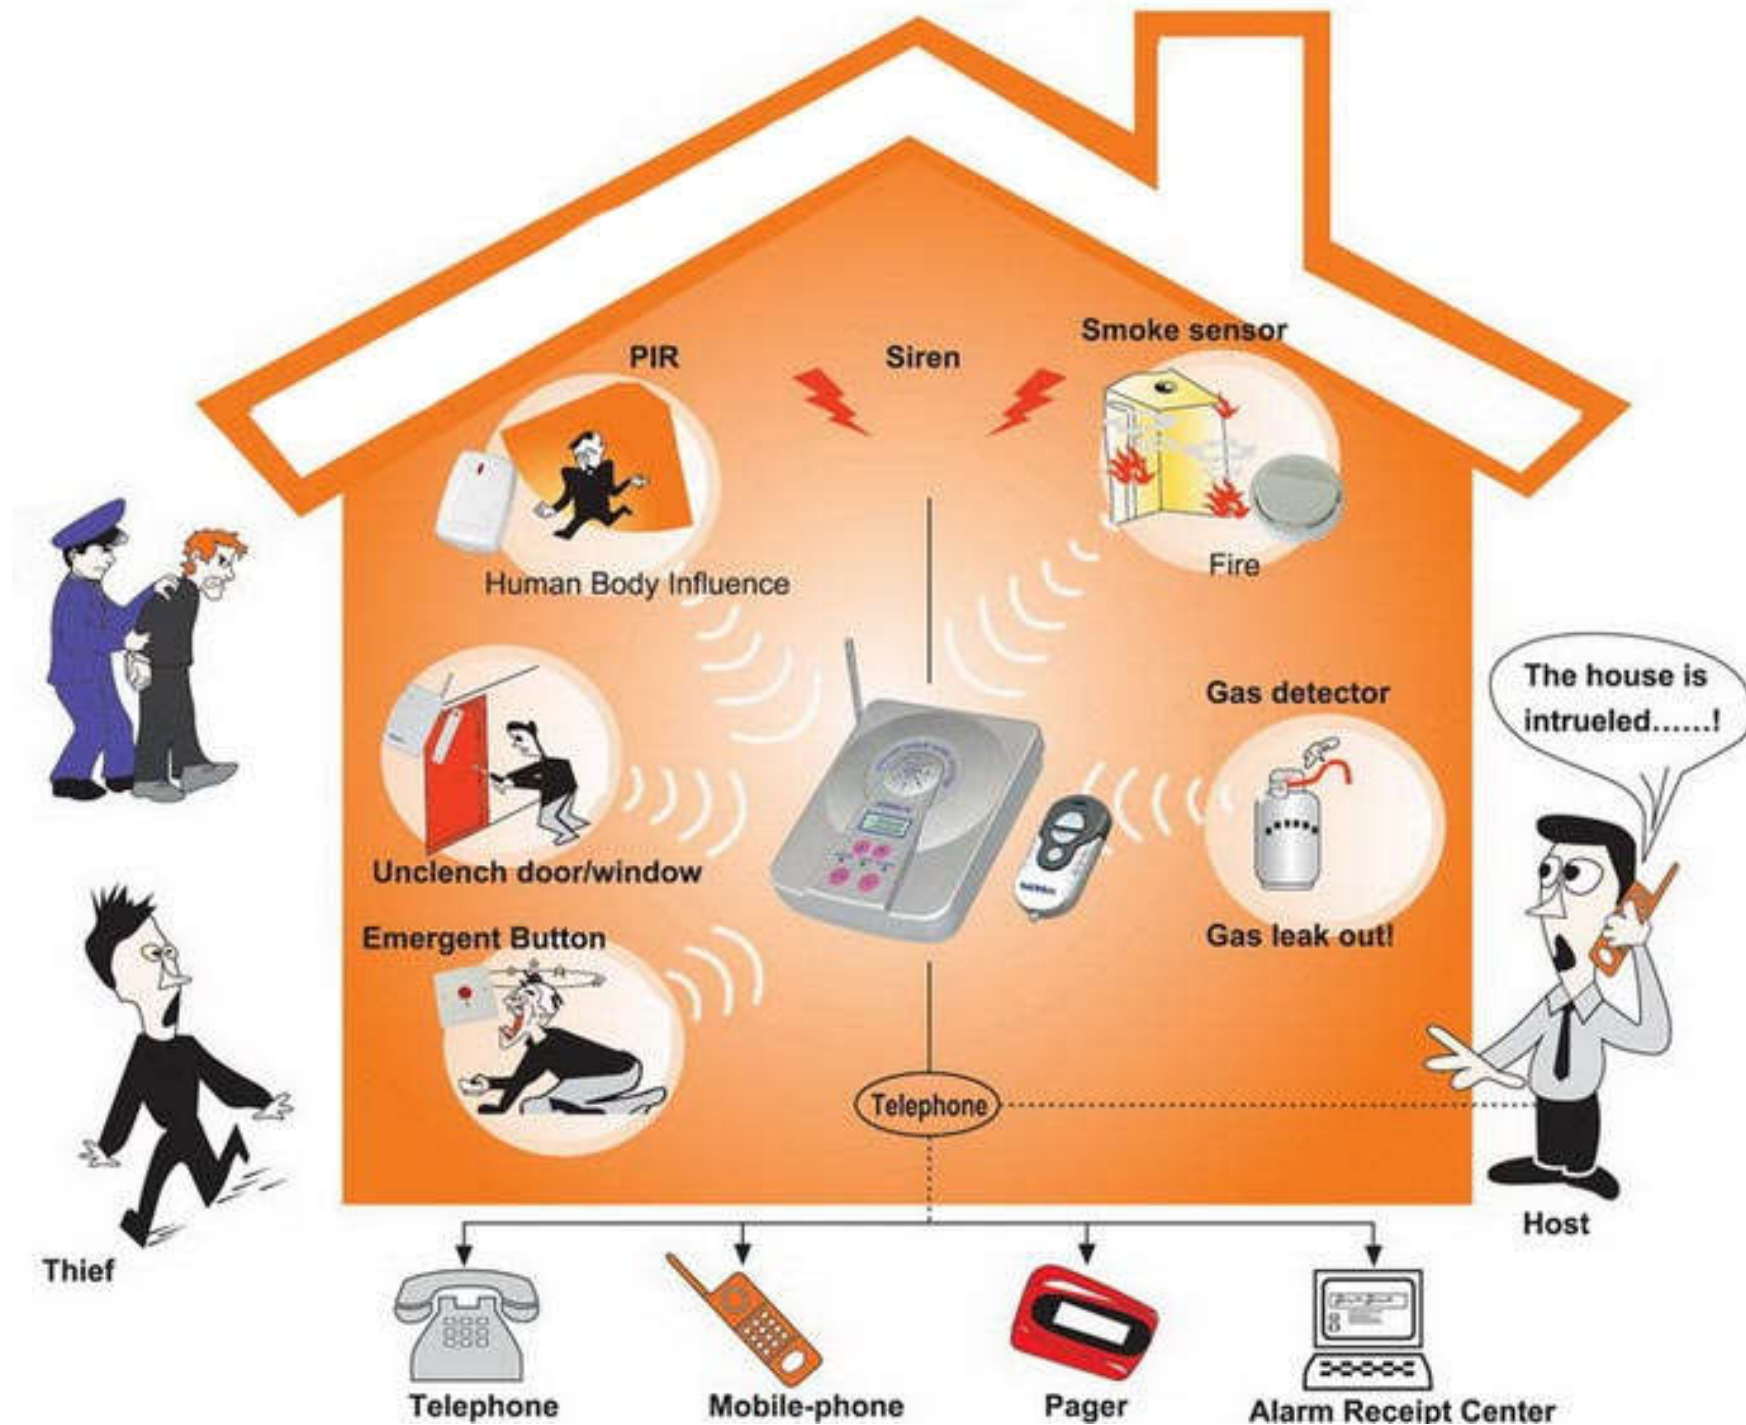 Smoke sensor
PIR
Siren
Fire
Human Body Influence
The house is
intrueled......!
Gas detector
Unclench door/window
Emergent Button
Gas leak out!
Telephone
Host
Thief
Telephone
Mobile-phone
Pager
Alarm Receipt Center